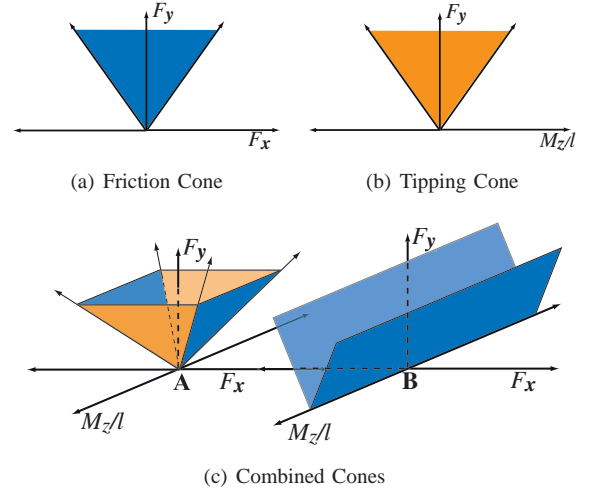 Fy
Fy
Fx
Mz/l
(a) Friction Cone
(b) Tipping Cone
Fy
Fy
A
Fx
B
Fx
Mz/l
Mz/l
(c) Combined Cones